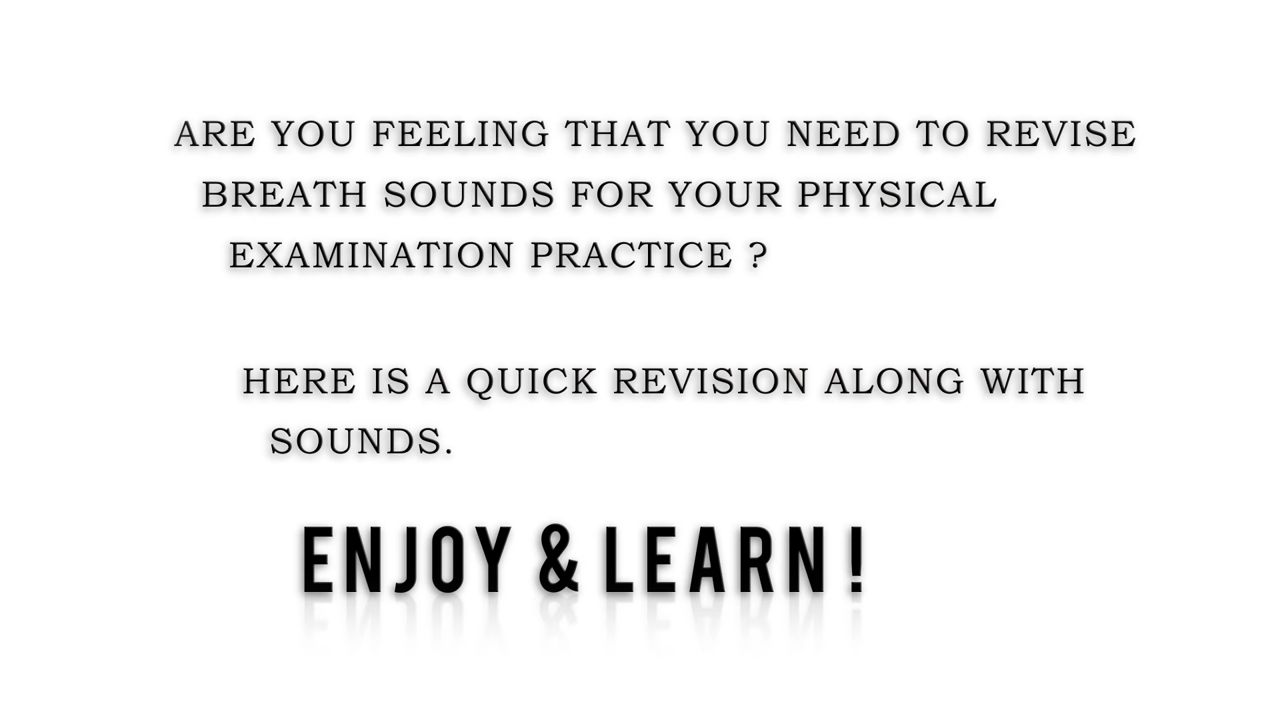 ARE YOU FEELING THAT YOU NEED TO REVISE
BREATH SOUNDS FOR YOUR PHYSICAL
EXAMINATION PRACTICE ?
HERE IS A QUICK REVISION ALONG WITH
SOUNDS.
ENJOY & LEARN !